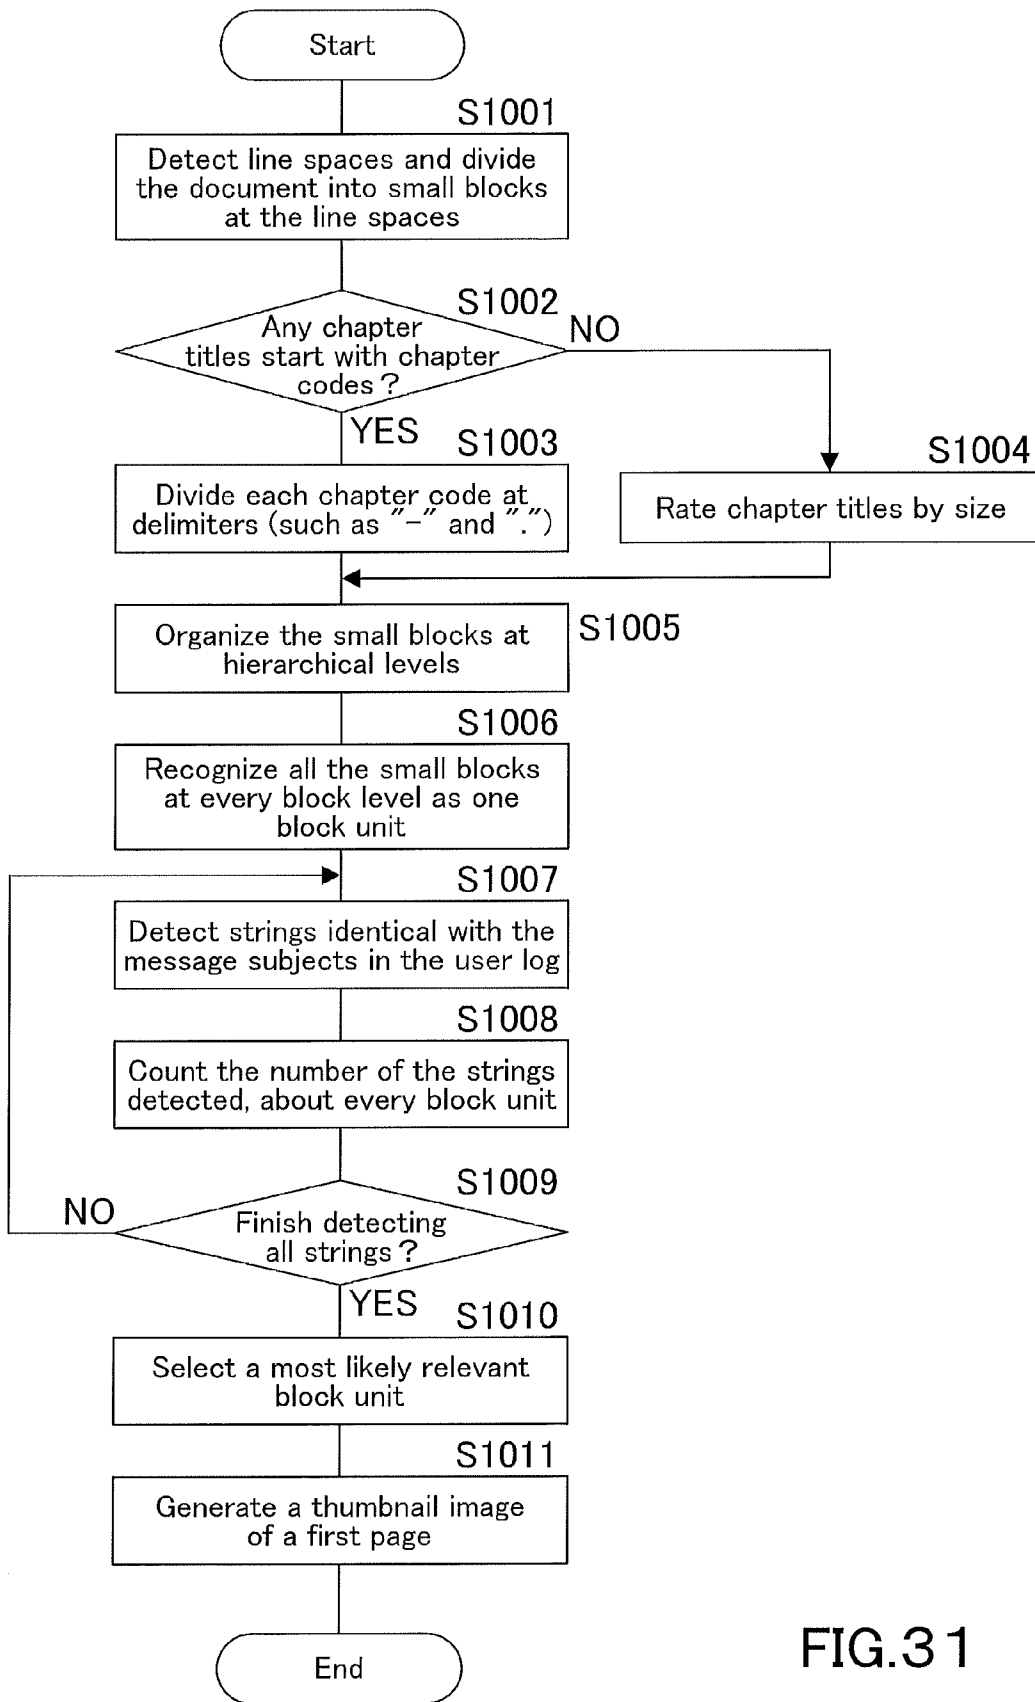 Start
S1001
Detect line spaces and divide
the document into small blocks
at the line spaces
S1002
Any chapter
titles start with chapter
codes?
NO
YES
S1003
Divide each chapter code at
delimiters (such as "-" and ".")
S1004
Rate chapter titles by size
Organize the small blocks at
hierarchical levels
S1005
S1006
Recognize all the small blocks
at every block level as one
block unit
S1007
Detect strings identical with the
message subjects in the user log
S1008
Count the number of the strings
detected, about every block unit
S1009
NO
Finish detecting
all strings?
YES
S1010
Select a most likely relevant
block unit
S1011
Generate a thumbnail image
of a first page
End
FIG.31